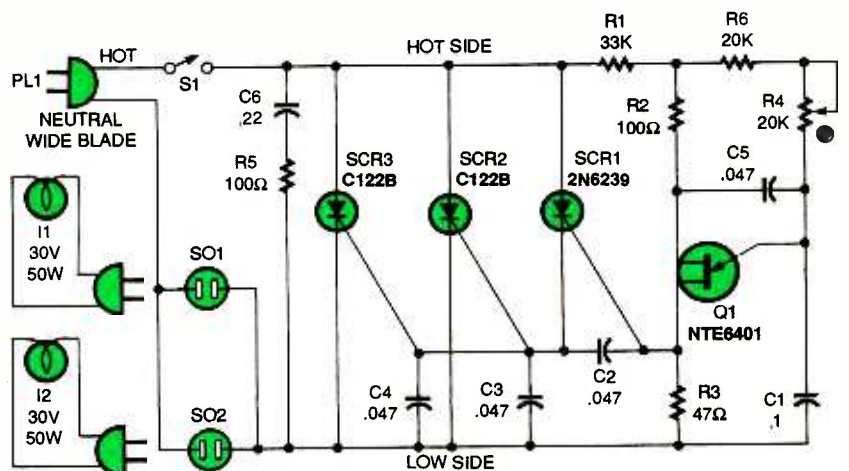 HOT
HOT SIDE
S1
PL1
NEUTRAL
WIDE BLADE
R1
33K
R6
20K
C6
.22
R2
100Ω
R4
20K
R5
100Ω
SCR3
C122B
SCR2
C122B
SCR1
2N6239
C5
.047
I1
30V
50W
SO1
Q1
NTE6401
C4
.047
C3
.047
C2
.047
R3
47Ω
C1
.1
I2
30V
50W
SO2
LOW SIDE